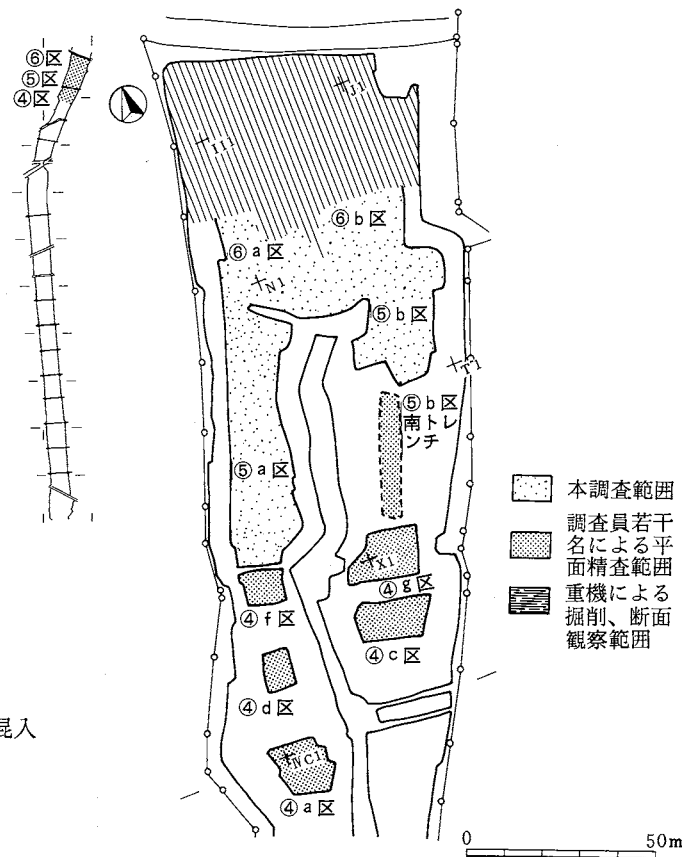 ⑥区
⑤区
④区
J1
II1
⑥b区
⑥a区
N1
⑤b区
T1
⑤b区
南トレ
ンチ
⑤a区
本調査範囲
調査員若干
名による平
面精査範囲
重機による
掘削、断面
観察範囲
X1
④g区
④f区
④c区
④d区
混入
ⅣC1
④a区
0 50m